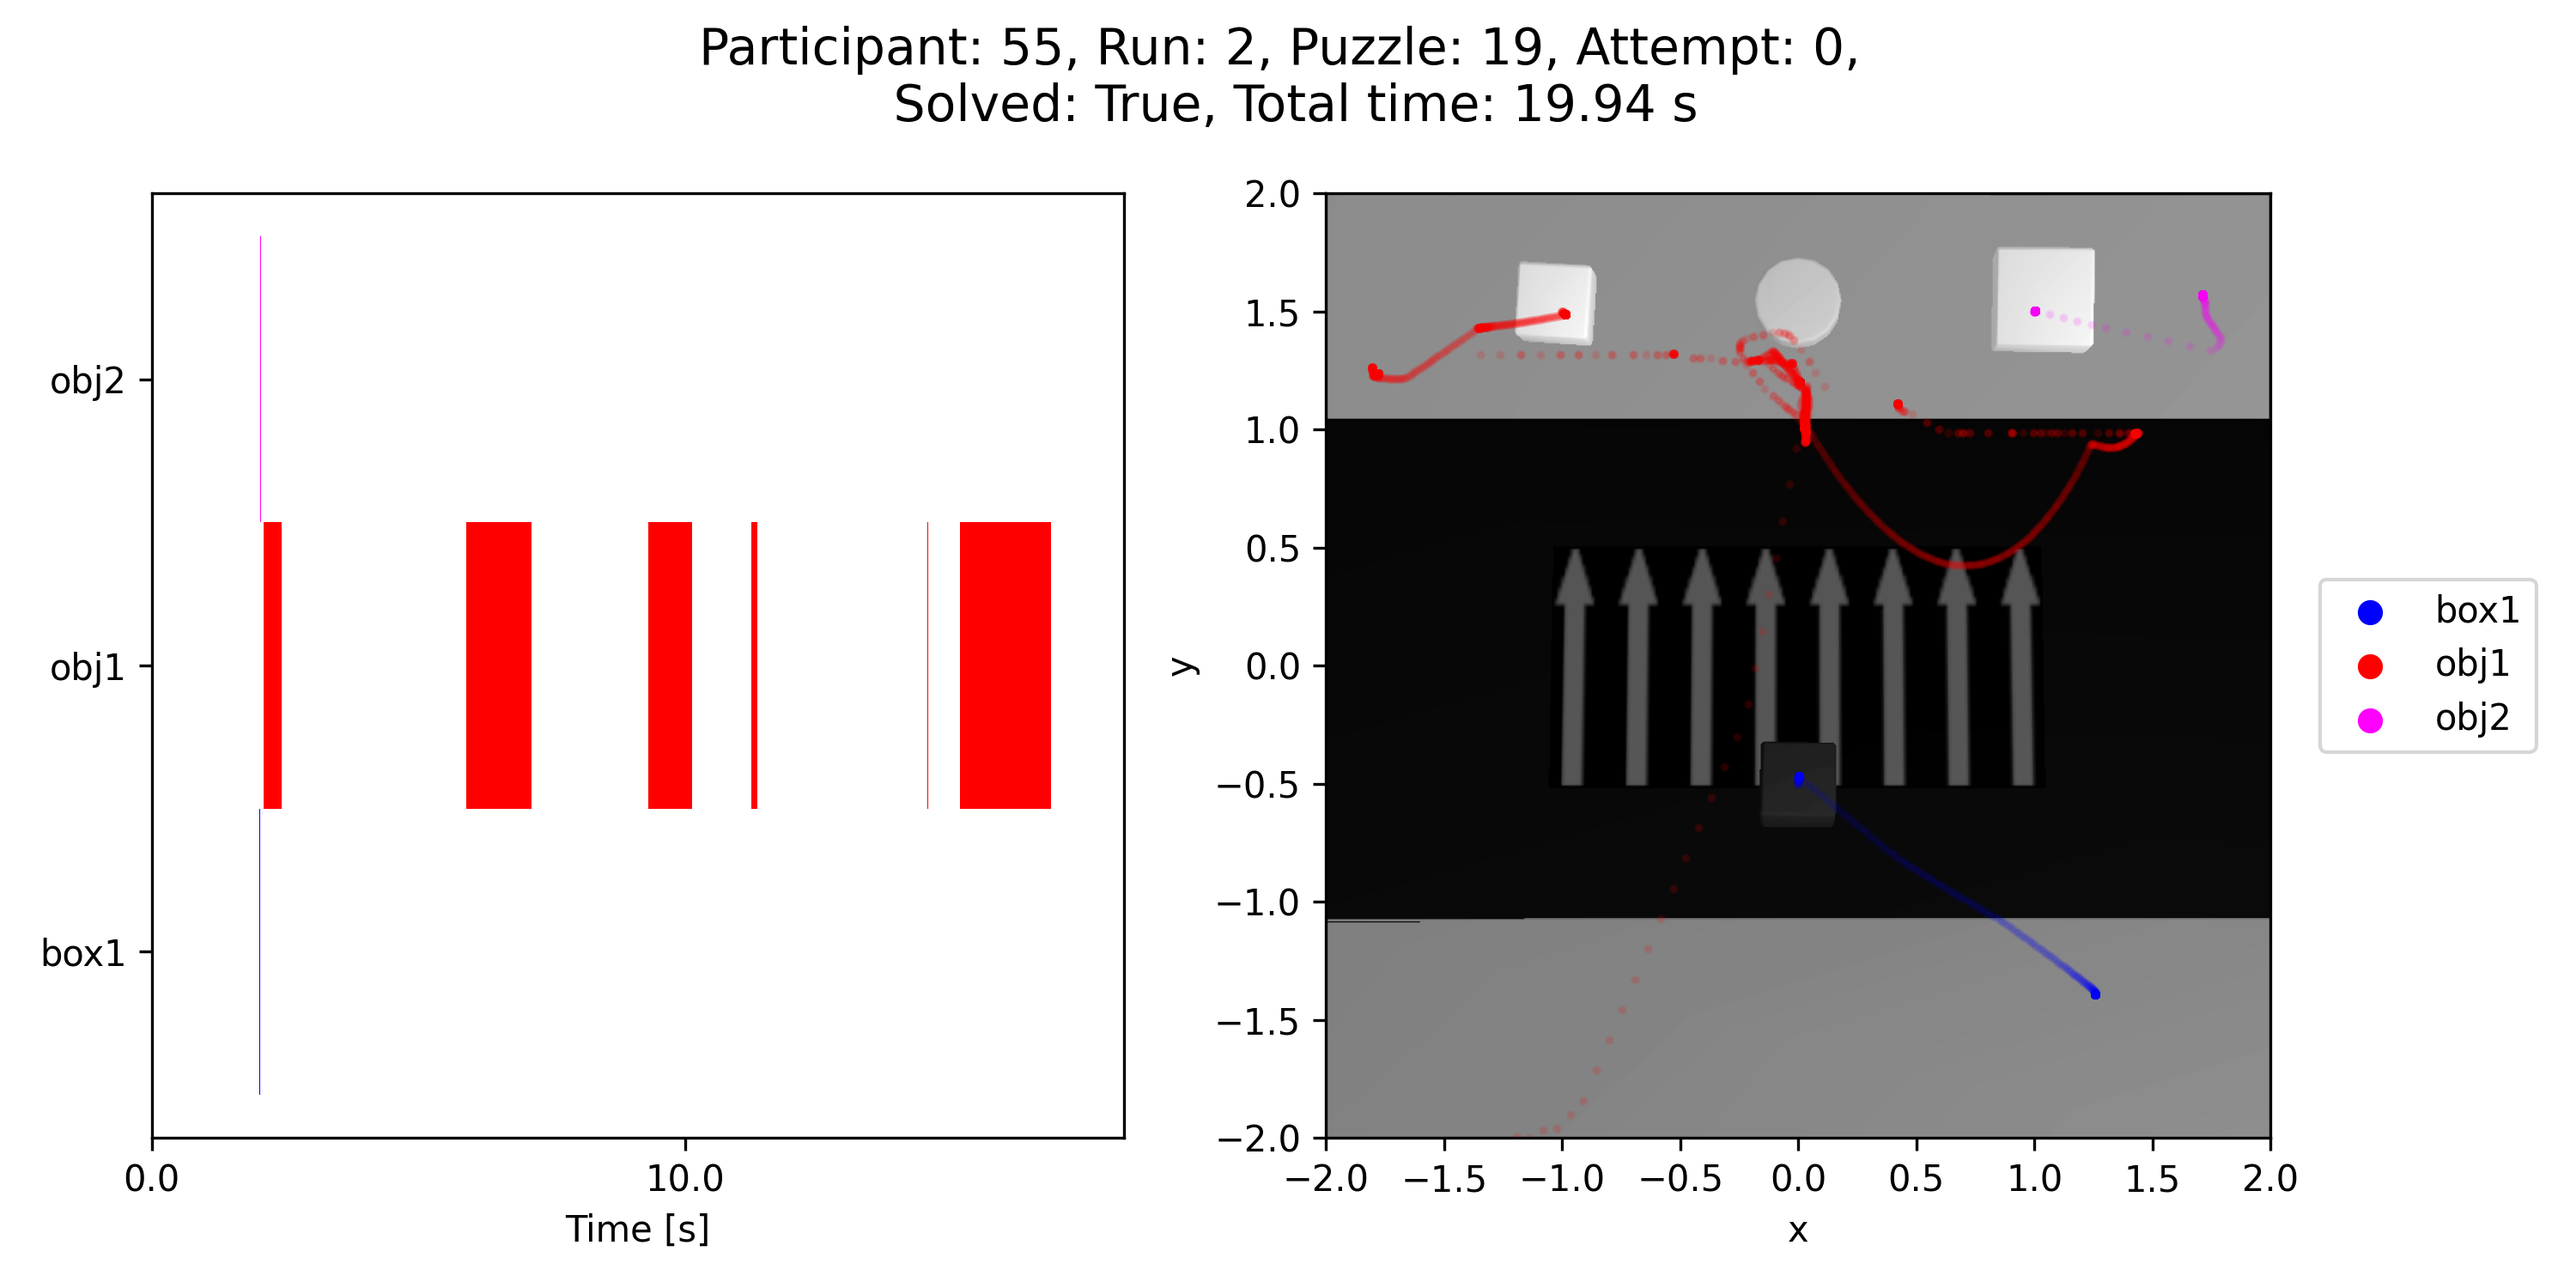 Participant: 55, Run: 2, Puzzle: 19, Attempt: 0,
Solved: True, Total time: 19.94 s
obj2
obj1
box1
0.0
10.0
Time [s]
2.0
1.5
1.0
0.5
0.0
−0.5
−1.0
−1.5
−2.0
y
−2.0 −1.5 −1.0 −0.5 0.0 0.5 1.0 1.5 2.0
x
box1
obj1
obj2